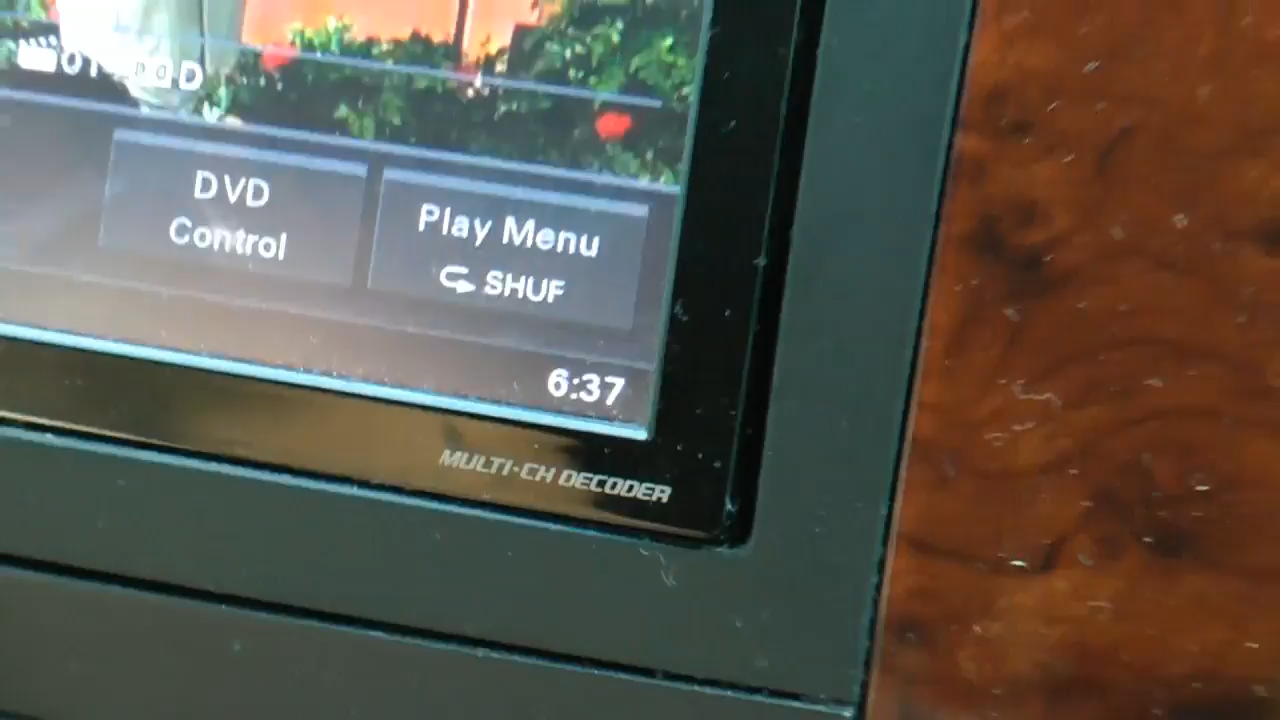 DVD
Control
Play Menu
SHUF
6:37
MULTI·CH DECODER